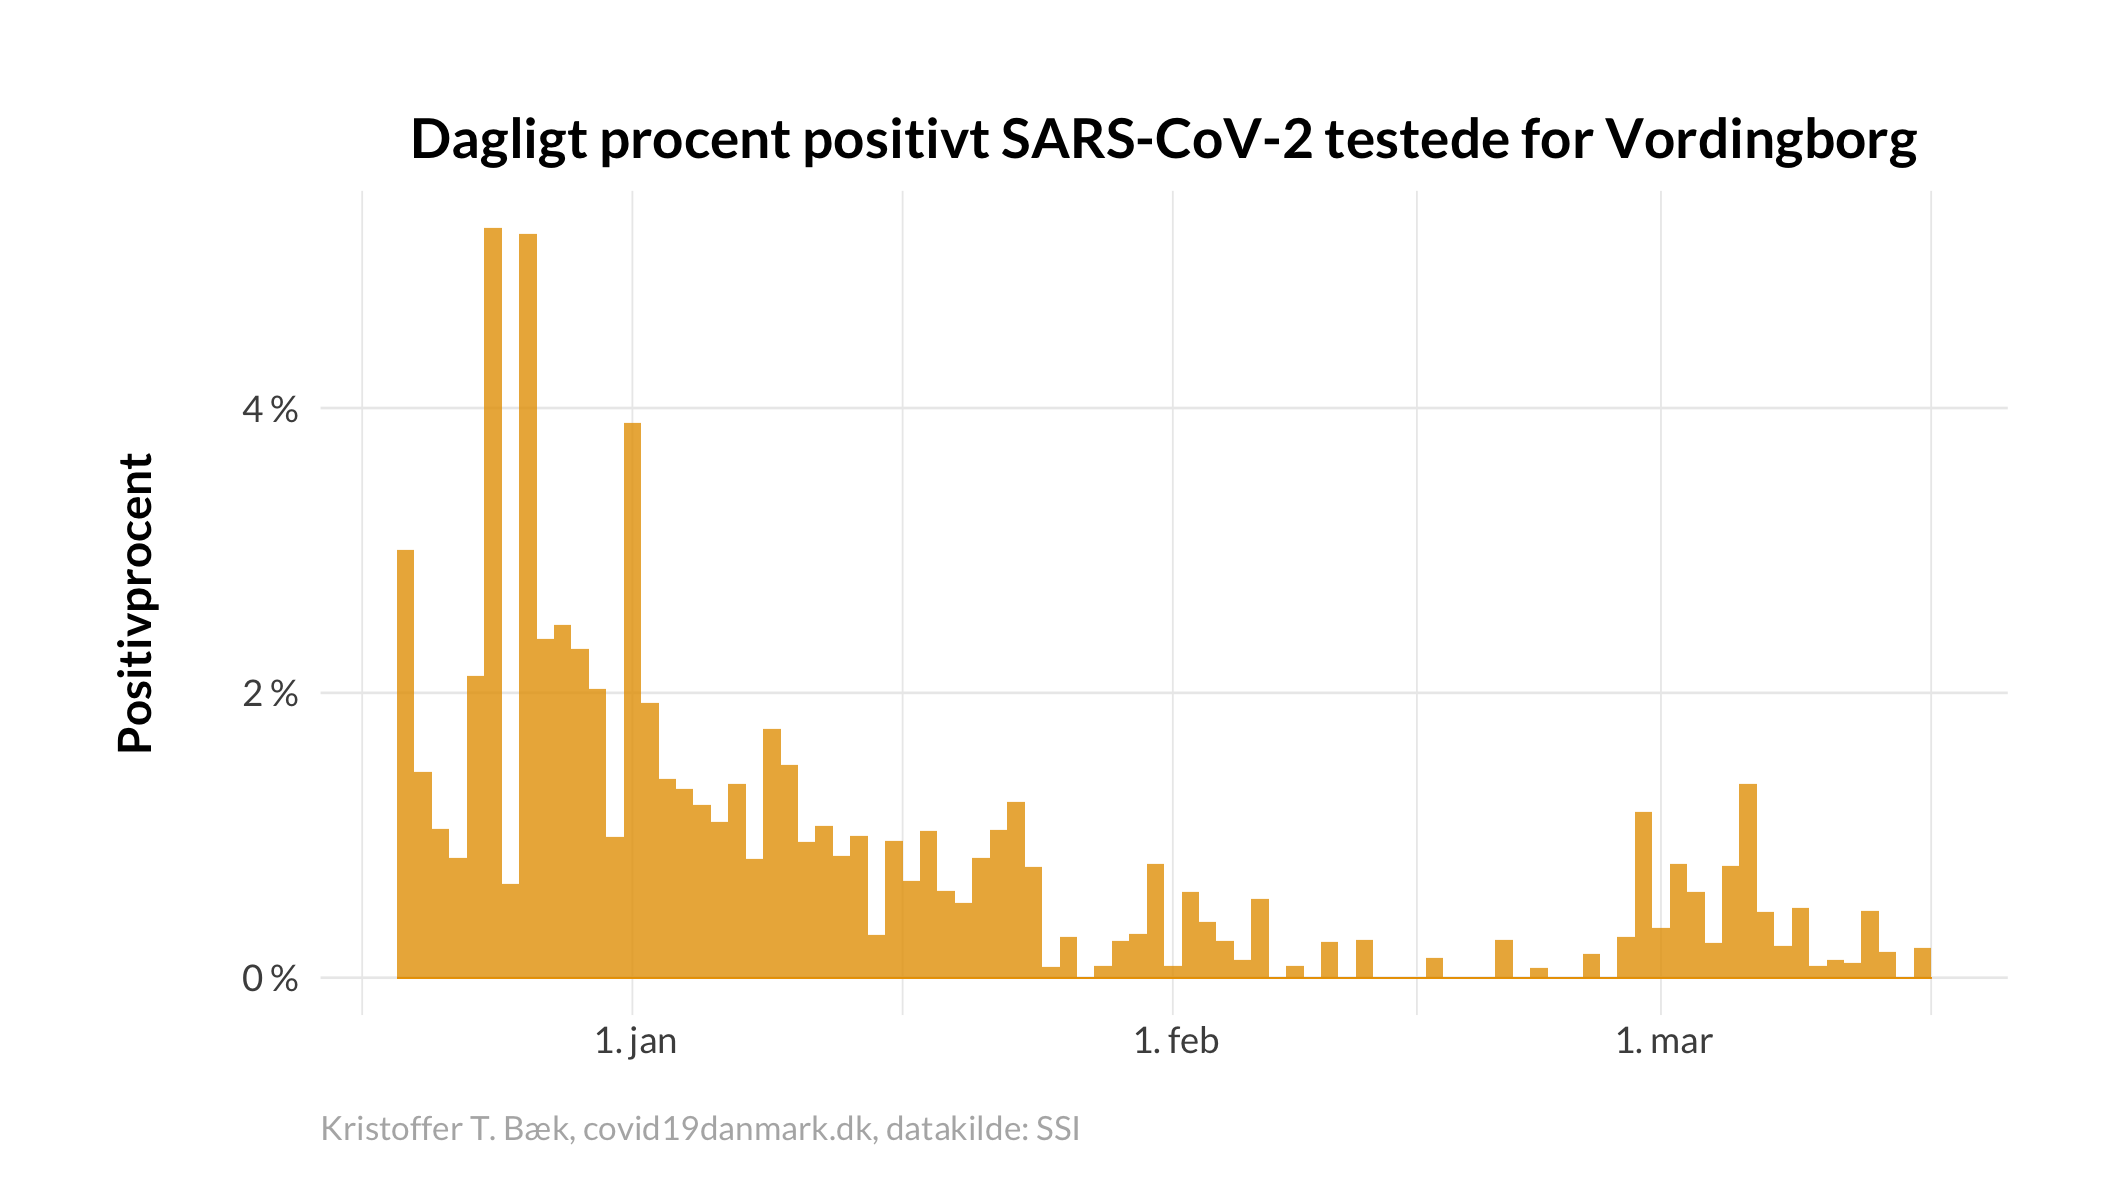 Dagligt procent positivt SARS-CoV-2 testede for Vordingborg
Positivprocent
4 %
2 %
0 %
1. jan
1. feb
1. mar
Kristoffer T. Bæk, covid19danmark.dk, datakilde: SSI